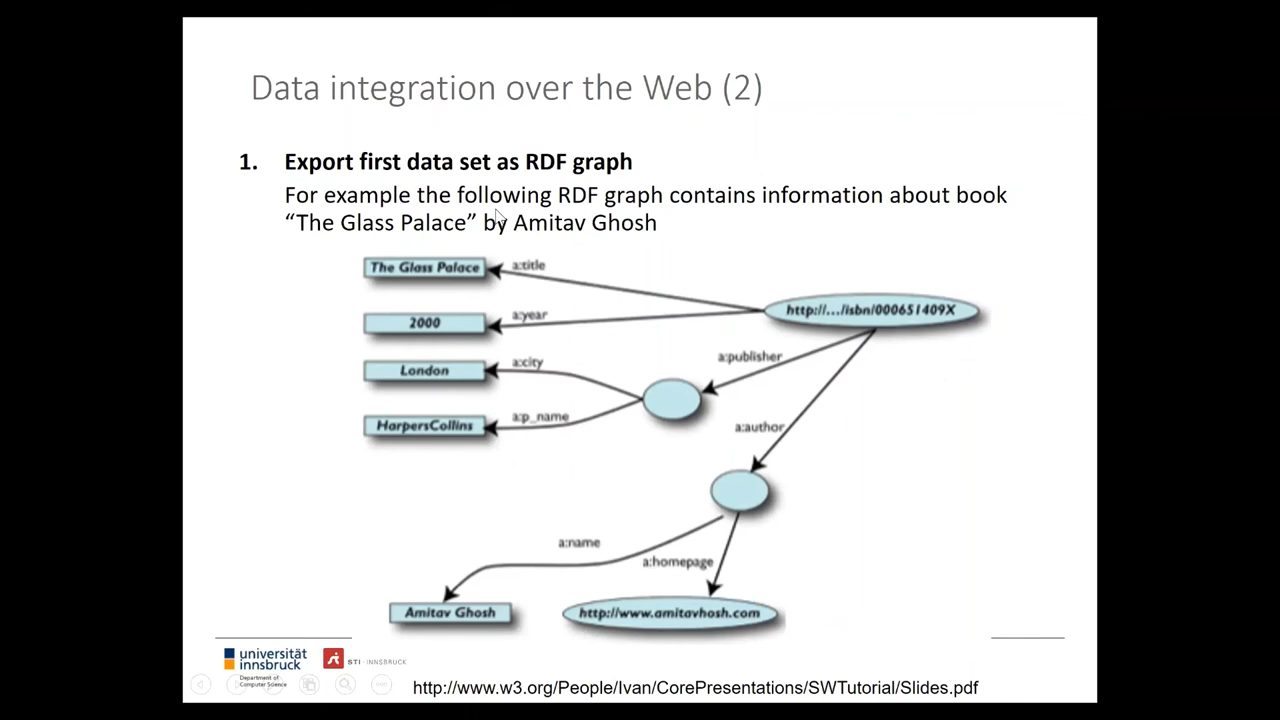 Data integration over the Web (2)
1. Export first data set as RDF graph
For example the following RDF graph contains information about book
“The Glass Palace” by Amitav Ghosh
The Glass Palace
a:title
http://.../isbn/000651409X
2000
a:year
London
a:city
a:publisher
HarpersCollins
a:p_name
a:author
a:name
a:homepage
Amitav Ghosh
http://www.amitavhosh.com
universität
innsbruck
Department of
Computer Science
STI · INNSBRUCK
http://www.w3.org/People/Ivan/CorePresentations/SWTutorial/Slides.pdf